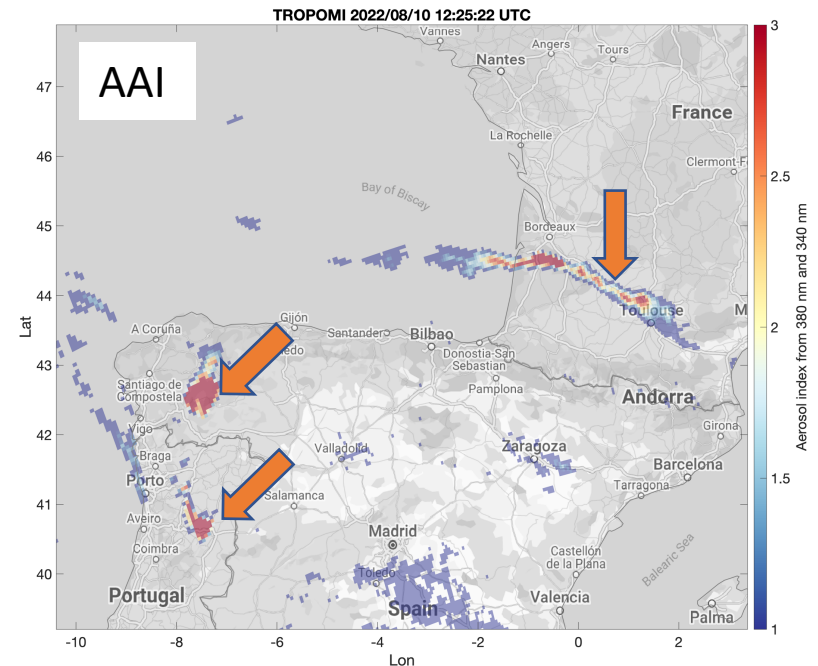 TROPOMI 2022/08/10 12:25:22 UTC
AAI
Vannes
Angers
Tours
Nantes
47
France
La Rochelle
46
Clermont-F
Bay of Biscay
45
Bordeaux
44
Toulouse
M
A Coruña
Gijón
edo
Santander
Bilbao
Donostia-San
Sebastian
43
Santiago de
Compostela
Pamplona
Andorra
Vigo
Girona
42
Braga
Valladolid
Zaragoza
Barcelona
Porto
Tarragona
41
Salamanca
Aveiro
Coimbra
Madrid
Castellón
de la Plana
Balearic Sea
40
Toledo
Portugal
Spain
Valencia
Palma
-10
-8
-6
-4
-2
0
2
Lon
Lat
3
2.5
2
1.5
1
Aerosol index from 380 nm and 340 nm